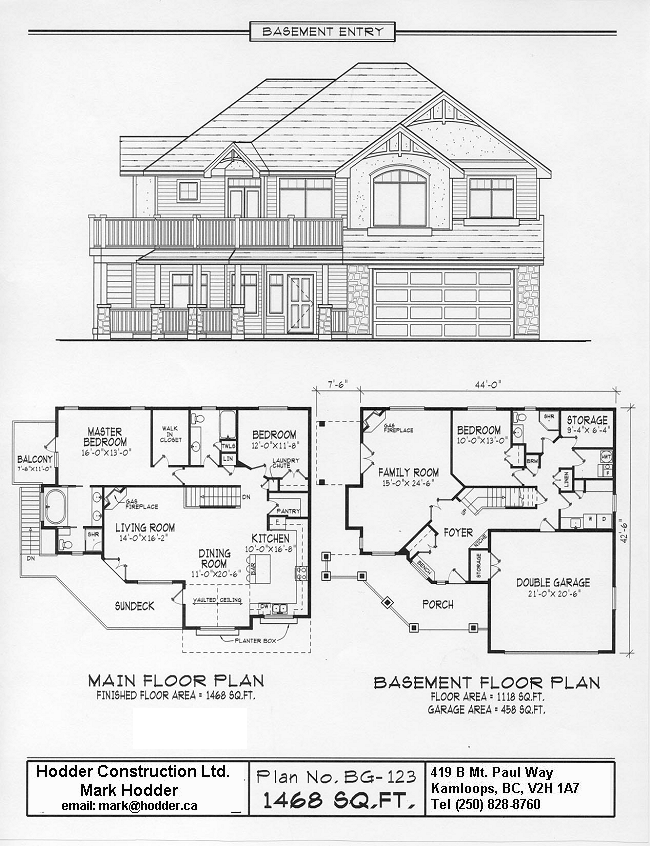 BASEMENT ENTRY
7'-6"
44'-0"
MASTER
BEDROOM
16'-0"X13'-0"
WALK
IN
CLOSET
TWLS
LIN
BEDROOM
12'-0"X11'-8"
LAUNDRY
CHUTE
BALCONY
7'-6"X11'-0"
DN
PANTRY
GAS
FIREPLACE
LIVING ROOM
14'-0"X16'-2"
SHR
DN
DINING
ROOM
11'-0"X20'-6"
KITCHEN
10'-0"X16'-8"
BAR
VAULTED CEILING
DW
SUNDECK
PLANTER BOX
GAS
FIREPLACE
FAMILY ROOM
15'-0"X24'-6"
BEDROOM
10'-0"X13'-0"
SHR
STORAGE
9'-4"X6'-4"
HWT
BRM
LINEN
UP
FOYER
NICHE
BENCH
STORAGE
W D
42'-6"
PORCH
DOUBLE GARAGE
21'-0"X20'-6"
MAIN FLOOR PLAN
FINISHED FLOOR AREA = 1468 SQ.FT.
BASEMENT FLOOR PLAN
FLOOR AREA = 1118 SQ.FT.
GARAGE AREA = 458 SQ.FT.
Hodder Construction Ltd.
Mark Hodder
email: mark@hodder.ca
Plan No. BG-123
1468 SQ.FT.
419 B Mt. Paul Way
Kamloops, BC, V2H 1A7
Tel (250) 828-8760